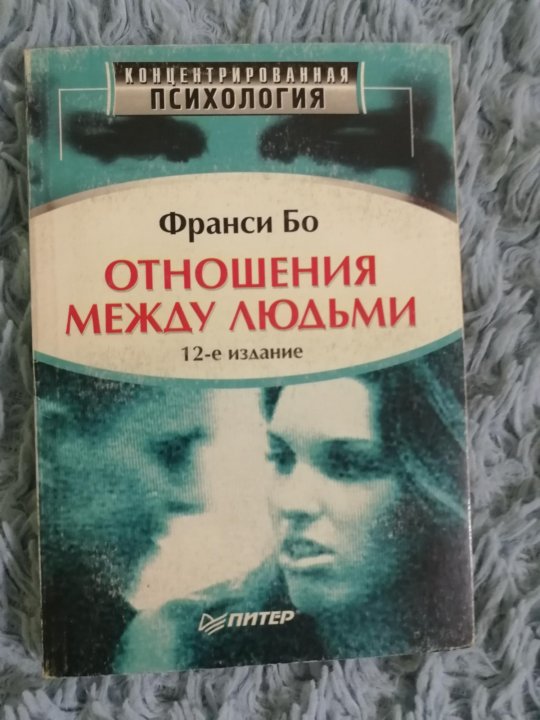 КОНЦЕНТРИРОВАННАЯ
ПСИХОЛОГИЯ
Франси Бо
ОТНОШЕНИЯ
МЕЖДУ ЛЮДЬМИ
12-е издание
ПИТЕР